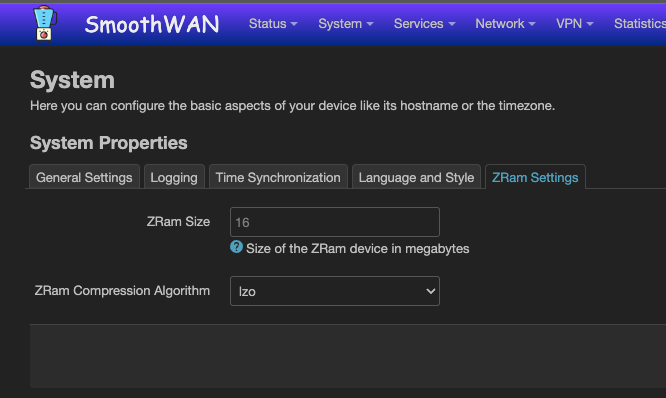 SmoothWAN Status System Services Network VPN Statistics
System
Here you can configure the basic aspects of your device like its hostname or the timezone.
System Properties
General Settings Logging Time Synchronization Language and Style ZRam Settings
ZRam Size 16
? Size of the ZRam device in megabytes
ZRam Compression Algorithm lzo